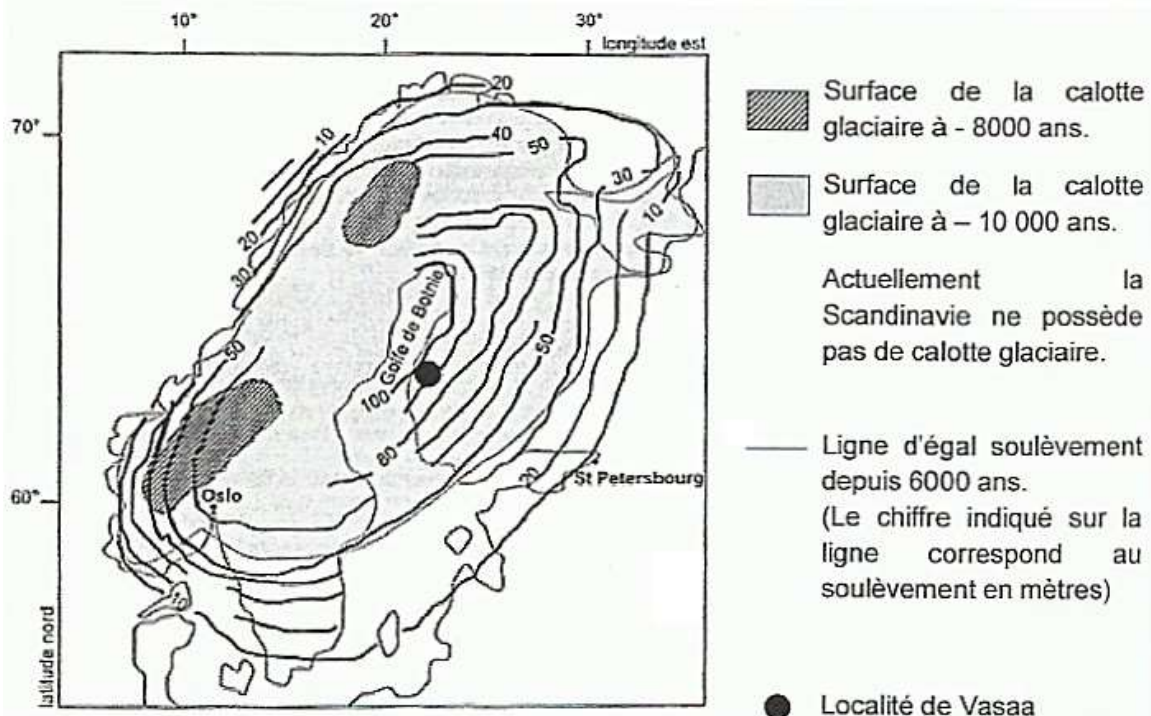 10°
20°
30°
longitude est
70°
60°
latitude nord
20
40
50
10
30
10
20
30
50
50
100
80
20
Golfe de Botnie
Oslo
St Petersbourg
Surface de la calotte
glaciaire à - 8000 ans.
Surface de la calotte
glaciaire à – 10 000 ans.
Actuellement la
Scandinavie ne possède
pas de calotte glaciaire.
Ligne d'égal soulèvement
depuis 6000 ans.
(Le chiffre indiqué sur la
ligne correspond au
soulèvement en mètres)
Localité de Vasaa